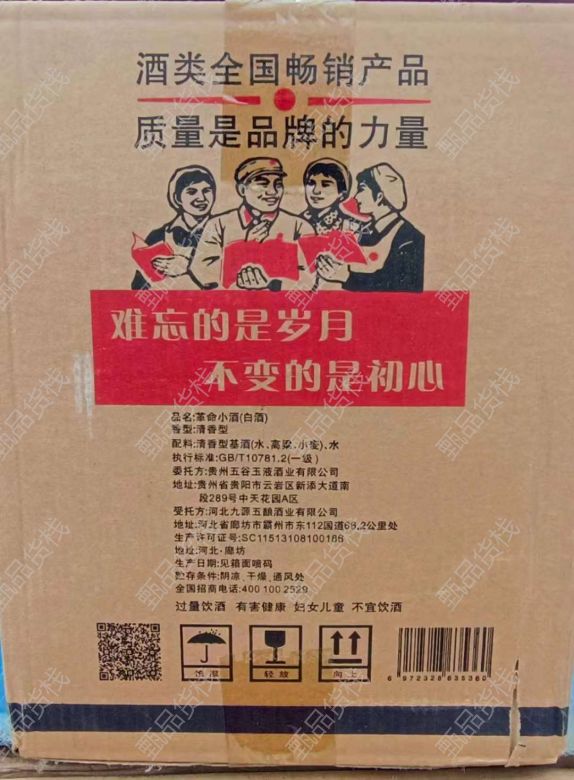 酒类全国畅销产品
质量是品牌的力量
难忘的是岁月
不变的是初心
品名:革命小酒(白酒)
香型:清香型
配料:清香型基酒(水、高粱、小麦)、水
执行标准:GB/T10781.2(一级)
委托方:贵州五谷玉液酒业有限公司
地址:贵州省贵阳市云岩区新添大道南
段289号中天花园A区
受托方:河北九源五酿酒业有限公司
地址:河北省廊坊市霸州市东112国道68.2公里处
生产许可证号:SC11513108100186
产地:河北·廊坊
生产日期:见箱面喷码
贮存条件:阴凉、干燥、通风处
全国招商电话:400 100 2529
过量饮酒 有害健康 妇女儿童 不宜饮酒
怕湿 轻放 向上
6 972328 635360
甄品货栈